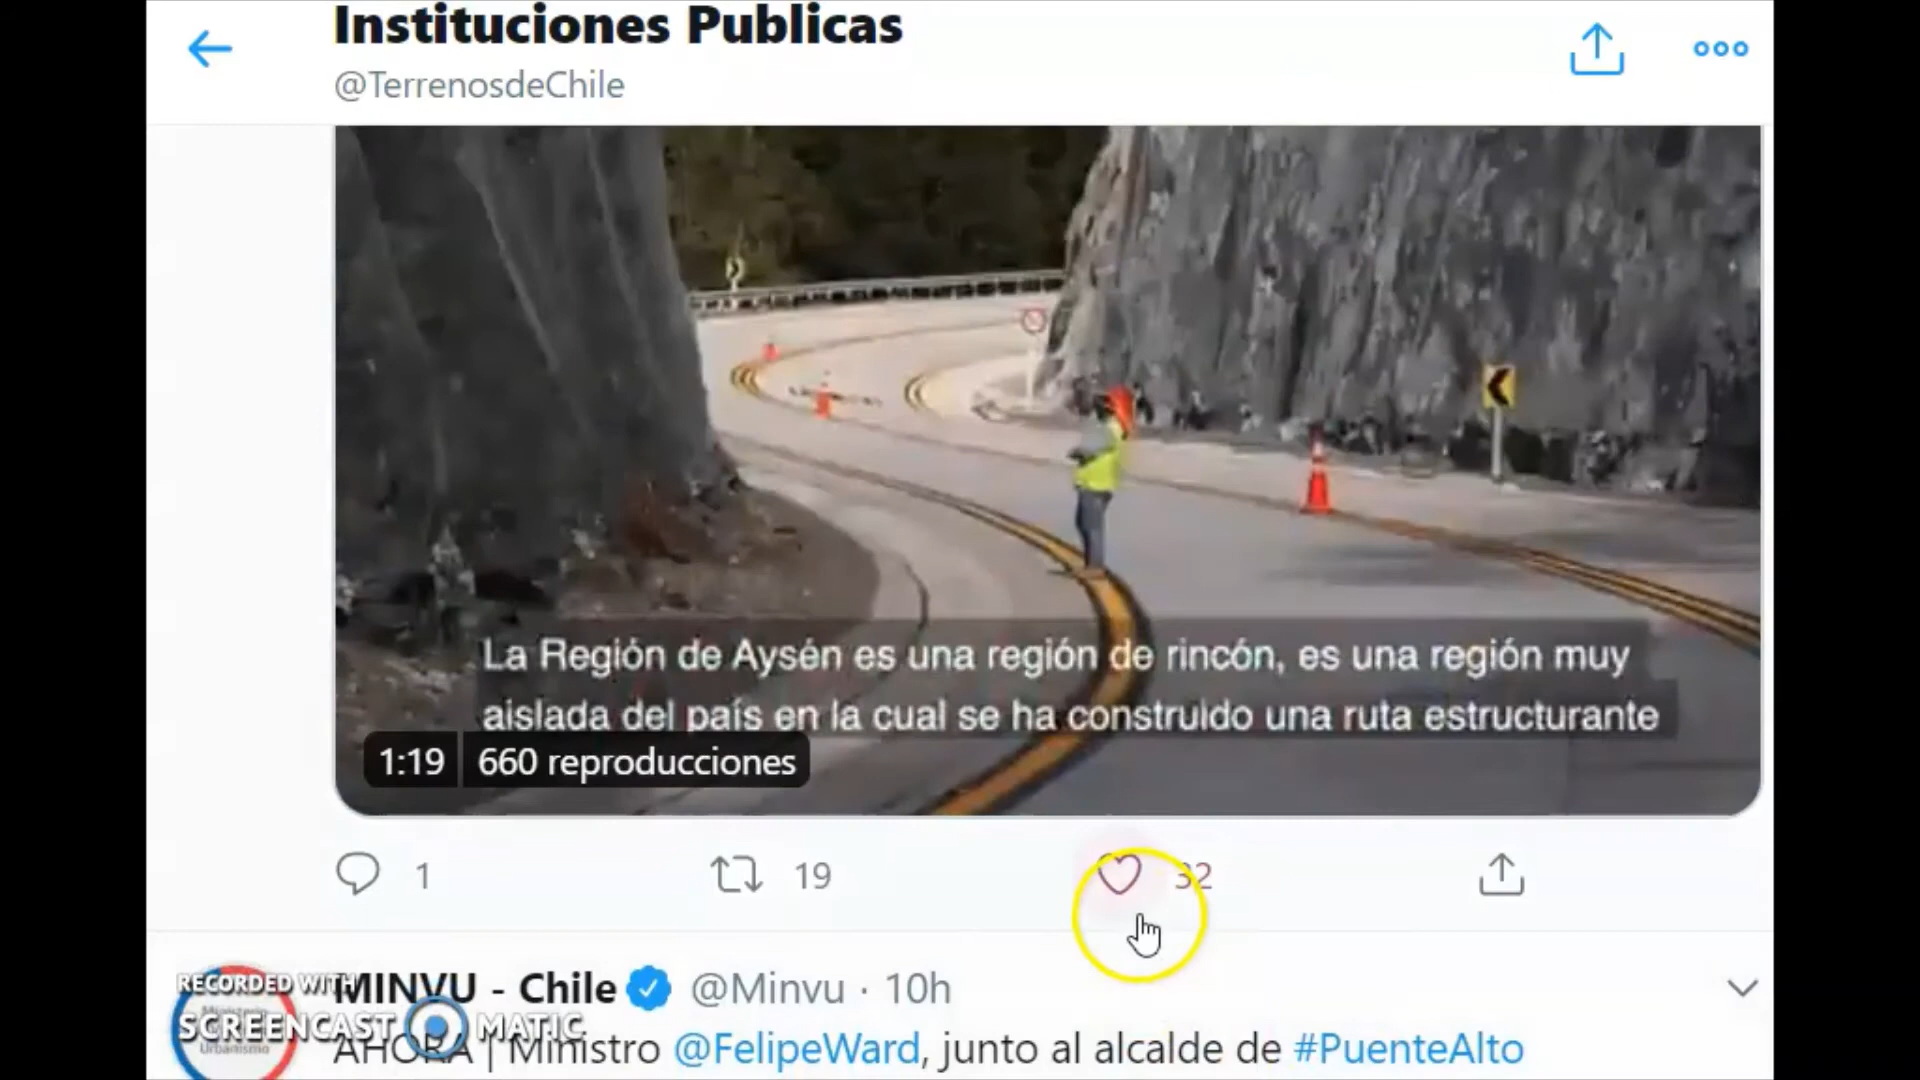 Instituciones Publicas
@TerrenosdeChile
La Región de Aysén es una región de rincón, es una región muy
aislada del país en la cual se ha construido una ruta estructurante
1:19 660 reproducciones
1 19 32
MINVU - Chile @Minvu · 10h
AHORA | Ministro @FelipeWard, junto al alcalde de #PuenteAlto
RECORDED WITH
SCREENCAST MATIC
Urbanismo